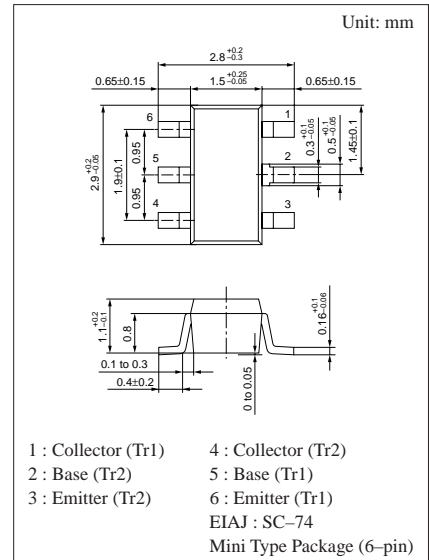 Unit: mm
2.8 +0.2 −0.3
0.65±0.15 1.5 +0.25 −0.05 0.65±0.15
6 1
5 2
4 3
2.9 +0.2 −0.05
1.9±0.1
0.95
0.95
0.3 +0.1 −0.05
0.5 +0.1 −0.05
1.45±0.1
1.1 +0.2 −0.1
0.8
0.16 +0.1 −0.06
0.1 to 0.3
0.4±0.2
0 to 0.05
1 : Collector (Tr1) 4 : Collector (Tr2)
2 : Base (Tr2) 5 : Base (Tr1)
3 : Emitter (Tr2) 6 : Emitter (Tr1)
EIAJ : SC–74
Mini Type Package (6–pin)